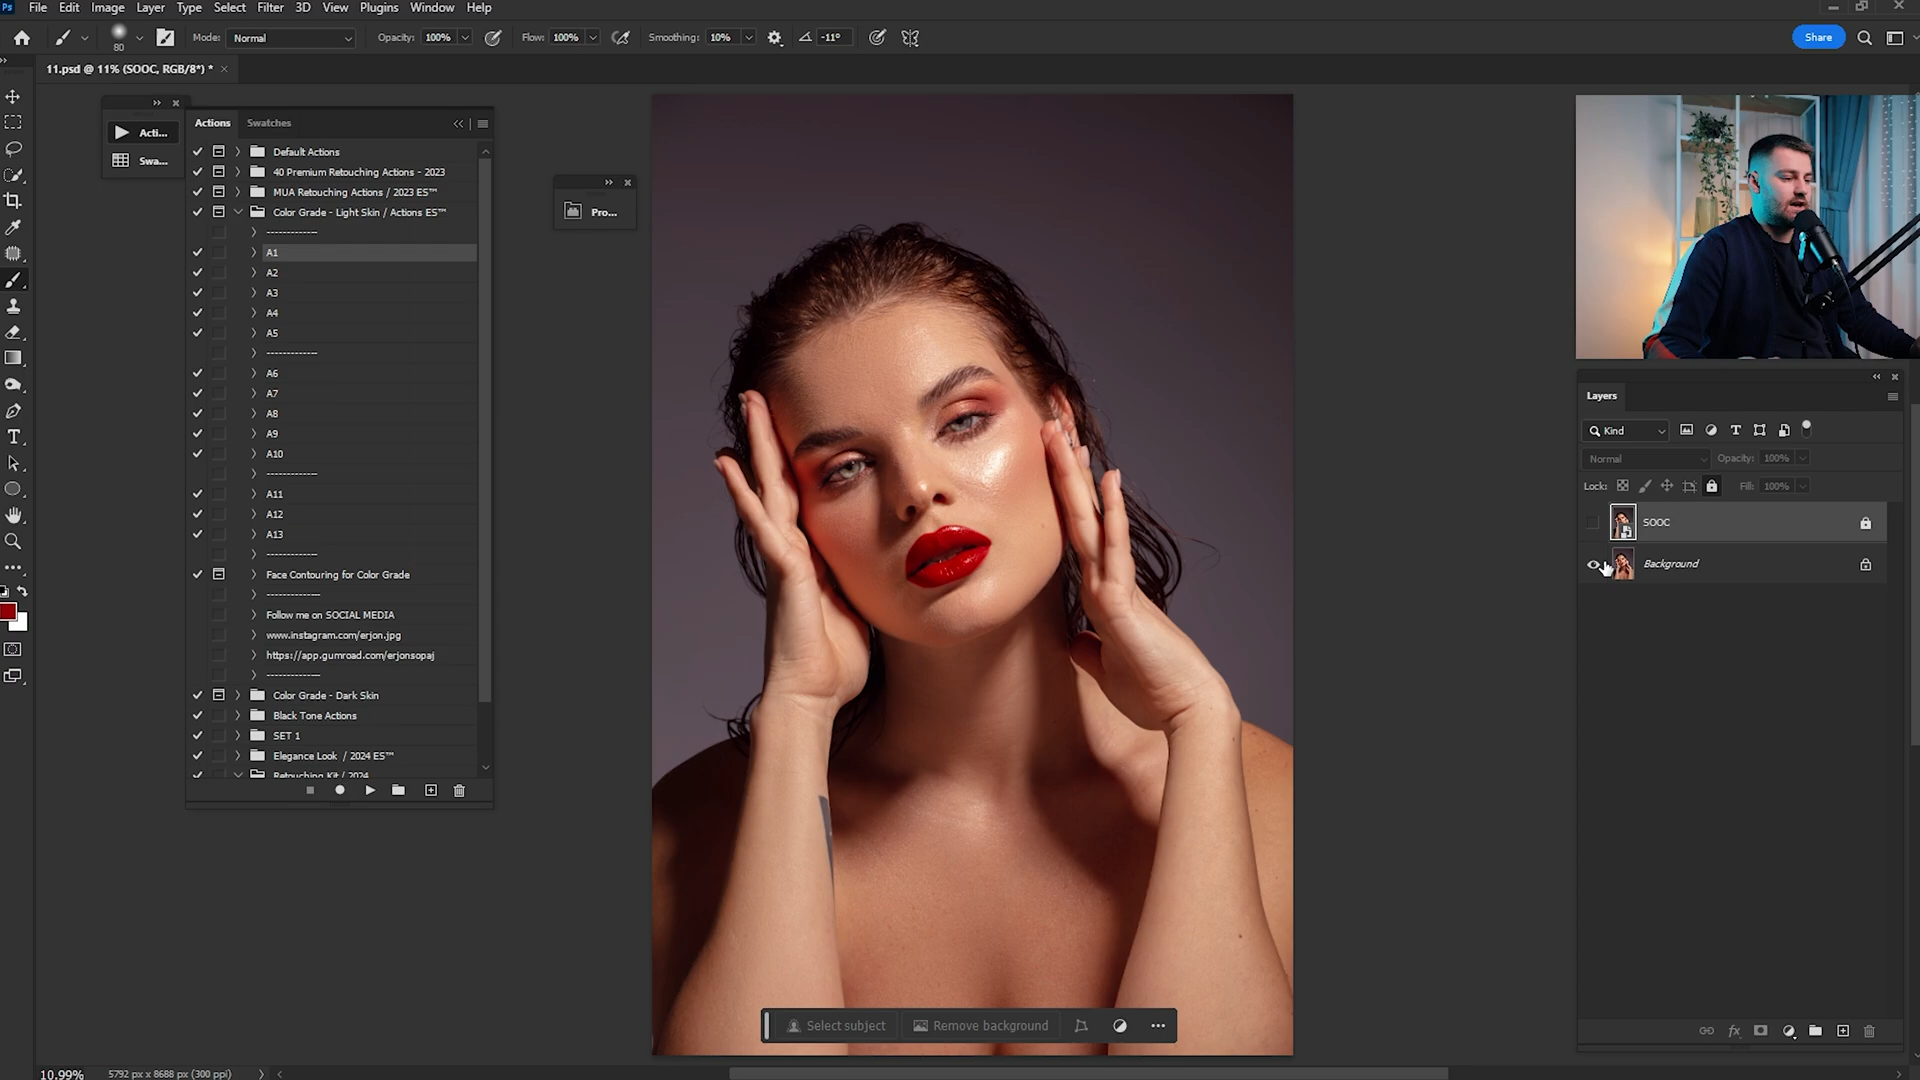 Ps File Edit Image Layer Type Select Filter 3D View Plugins Window Help
80 Mode: Normal Opacity: 100% Flow: 100% Smoothing: 10% -11° Share
11.psd @ 11% (SOOC, RGB/8*) *
Acti...
Swa...
Actions Swatches
Default Actions
40 Premium Retouching Actions - 2023
MUA Retouching Actions / 2023 ES™
Color Grade - Light Skin / Actions ES™
-------------
A1
A2
A3
A4
A5
-------------
A6
A7
A8
A9
A10
-------------
A11
A12
A13
-------------
Face Contouring for Color Grade
-------------
Follow me on SOCIAL MEDIA
www.instagram.com/erjon.jpg
https://app.gumroad.com/erjonsopaj
-------------
Color Grade - Dark Skin
Black Tone Actions
SET 1
Elegance Look / 2024 ES™
Retouching Kit / 2024
Pro...
Layers
Kind
Normal Opacity: 100%
Lock: Fill: 100%
SOOC
Background
Select subject Remove background
10.99% 5792 px x 8688 px (300 ppi)